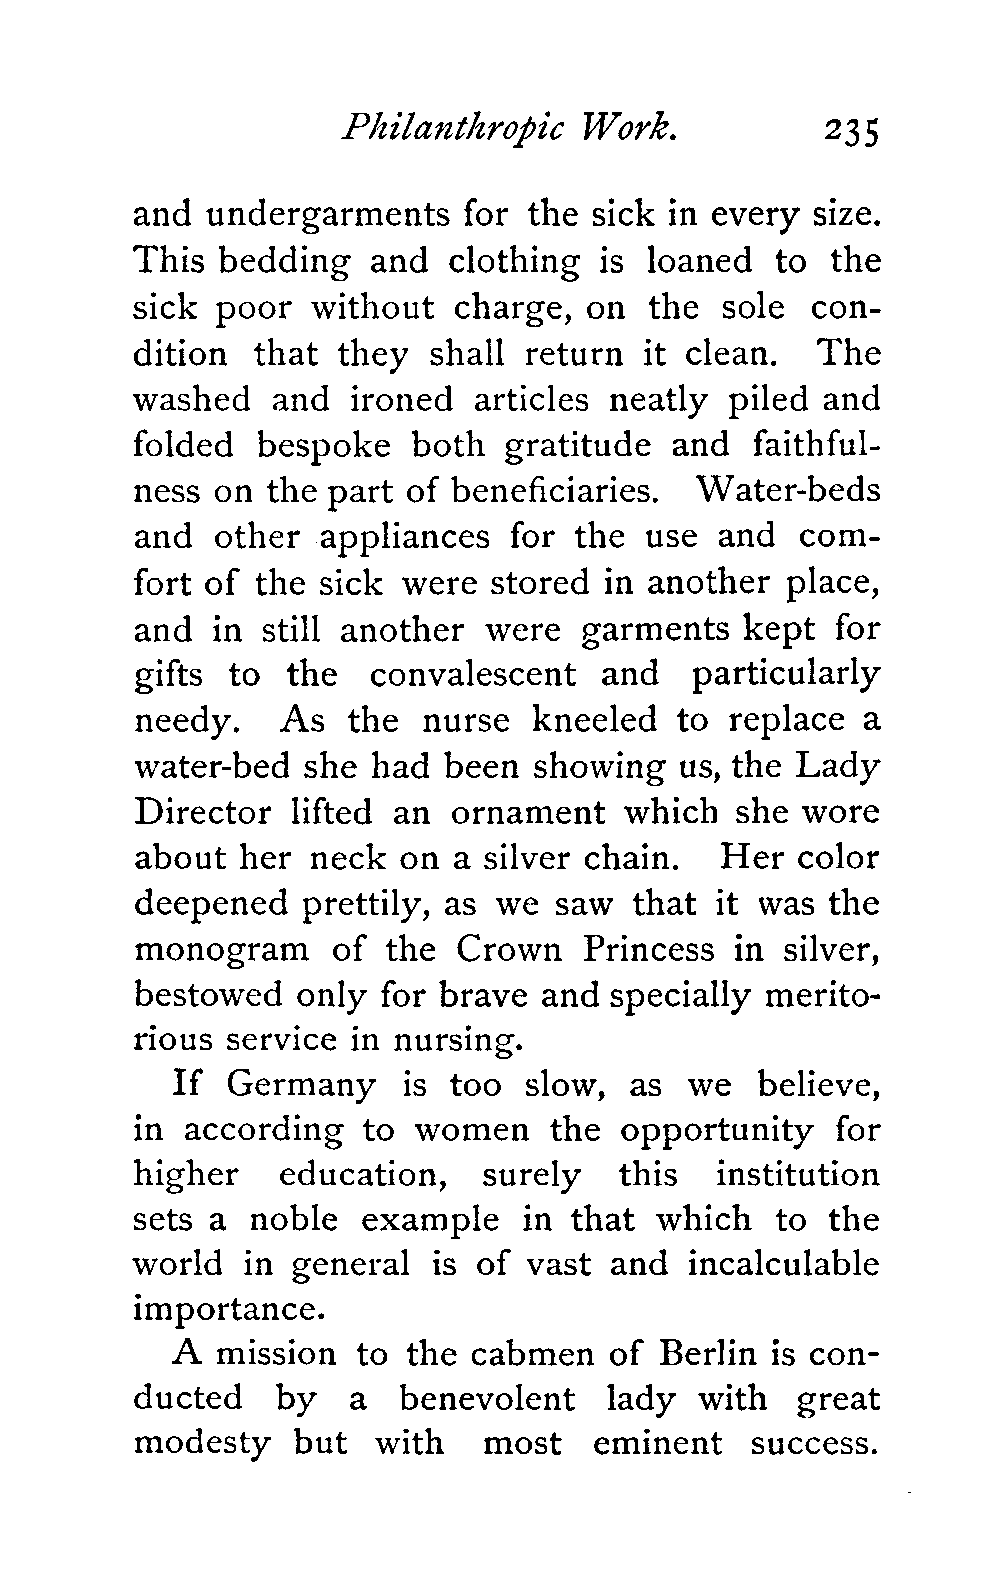 Philanthropic Work. 235
and undergarments for the sick in every size.
This bedding and clothing is loaned to the
sick poor without charge, on the sole con-
dition that they shall return it clean. The
washed and ironed articles neatly piled and
folded bespoke both gratitude and faithful-
ness on the part of beneficiaries. Water-beds
and other appliances for the use and com-
fort of the sick were stored in another place,
and in still another were garments kept for
gifts to the convalescent and particularly
needy. As the nurse kneeled to replace a
water-bed she had been showing us, the Lady
Director lifted an ornament which she wore
about her neck on a silver chain. Her color
deepened prettily, as we saw that it was the
monogram of the Crown Princess in silver,
bestowed only for brave and specially merito-
rious service in nursing.
If Germany is too slow, as we believe,
in according to women the opportunity for
higher education, surely this institution
sets a noble example in that which to the
world in general is of vast and incalculable
importance.
A mission to the cabmen of Berlin is con-
ducted by a benevolent lady with great
modesty but with most eminent success.